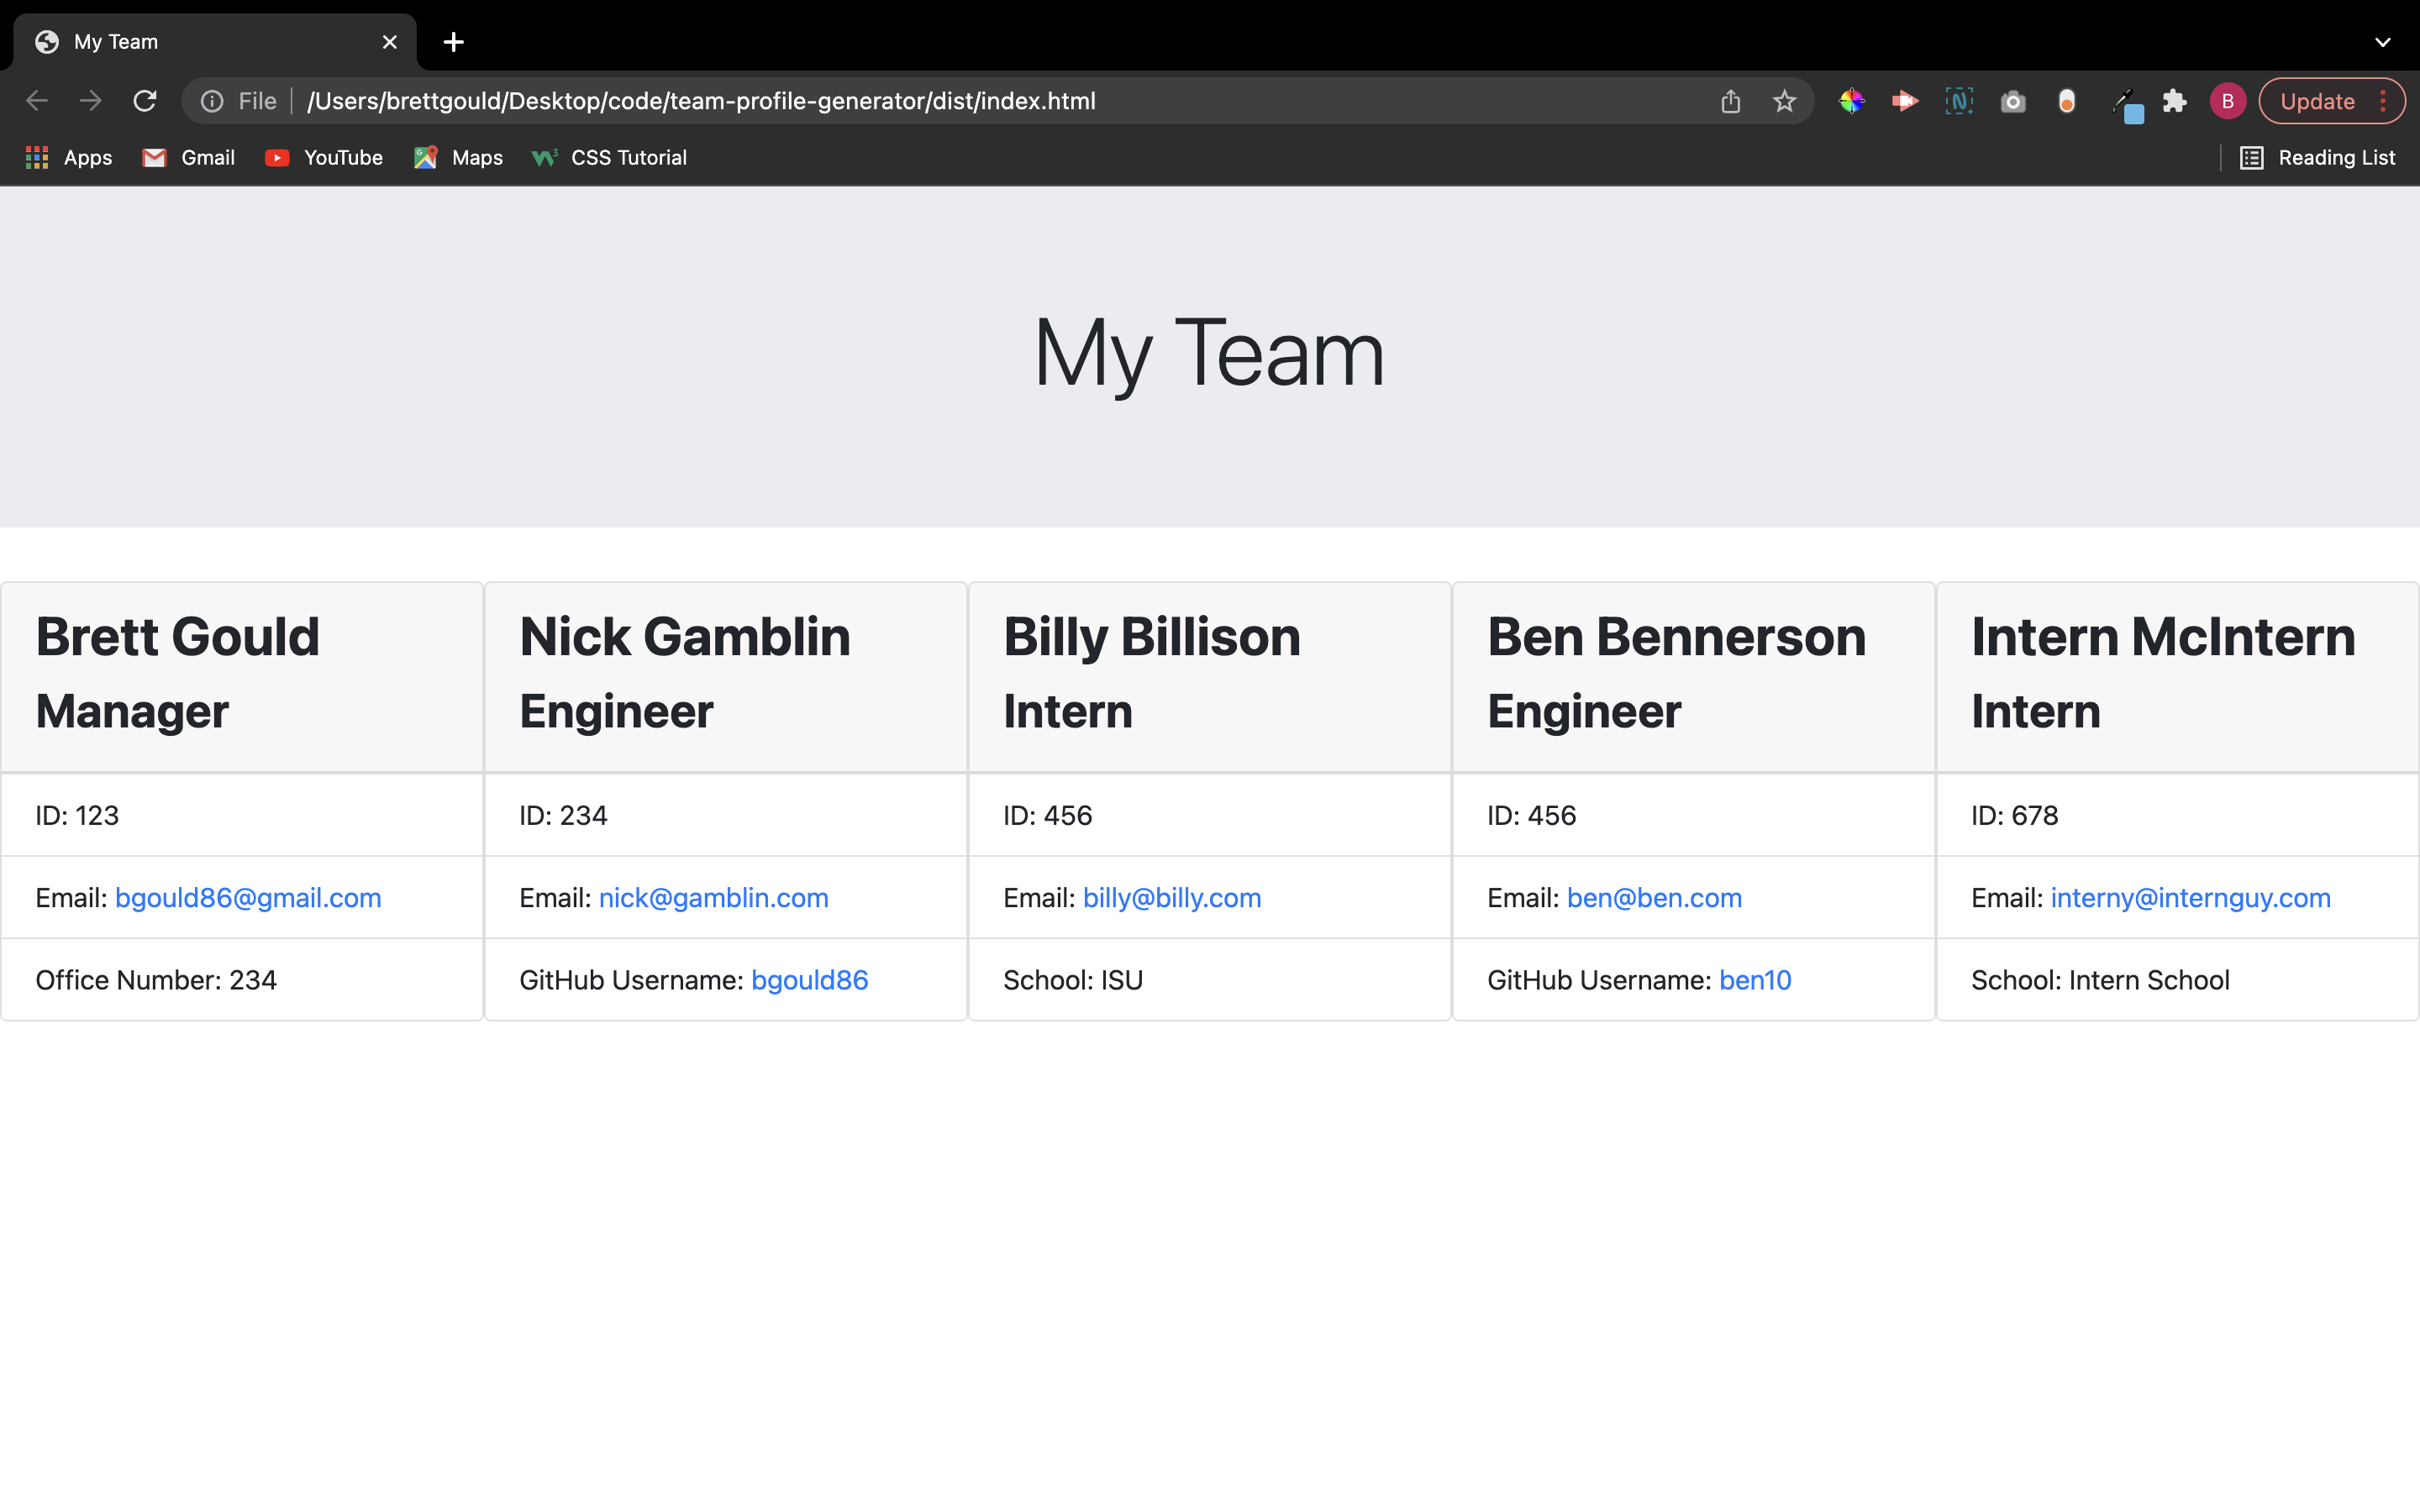 My Team
File /Users/brettgould/Desktop/code/team-profile-generator/dist/index.html
B
Update
Apps
Gmail
YouTube
Maps
CSS Tutorial
Reading List
My Team
Brett Gould
Manager
ID: 123
Email: bgould86@gmail.com
Office Number: 234
Nick Gamblin
Engineer
ID: 234
Email: nick@gamblin.com
GitHub Username: bgould86
Billy Billison
Intern
ID: 456
Email: billy@billy.com
School: ISU
Ben Bennerson
Engineer
ID: 456
Email: ben@ben.com
GitHub Username: ben10
Intern McIntern
Intern
ID: 678
Email: interny@internguy.com
School: Intern School